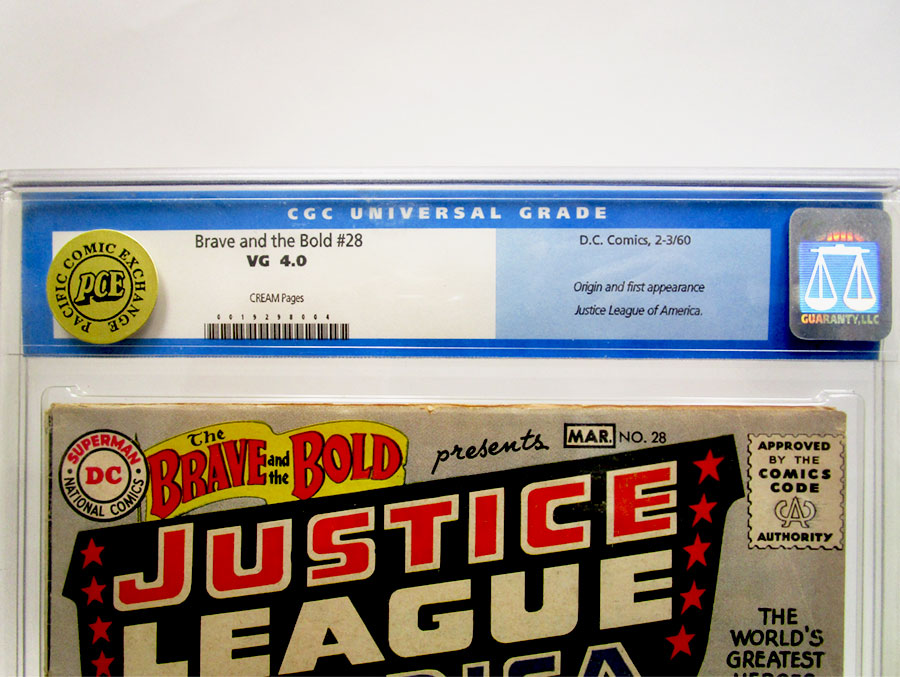 CGC UNIVERSAL GRADE
PACIFIC COMIC EXCHANGE
PCE
Brave and the Bold #28
VG 4.0
CREAM Pages
0019298004
D.C. Comics, 2-3/60
Origin and first appearance
Justice League of America.
GUARANTY, LLC
SUPERMAN
DC
NATIONAL COMICS
The
BRAVE and the BOLD
presents
MAR. NO. 28
JUSTICE
LEAGUE
APPROVED
BY THE
COMICS
CODE
CA
AUTHORITY
THE
WORLD'S
GREATEST